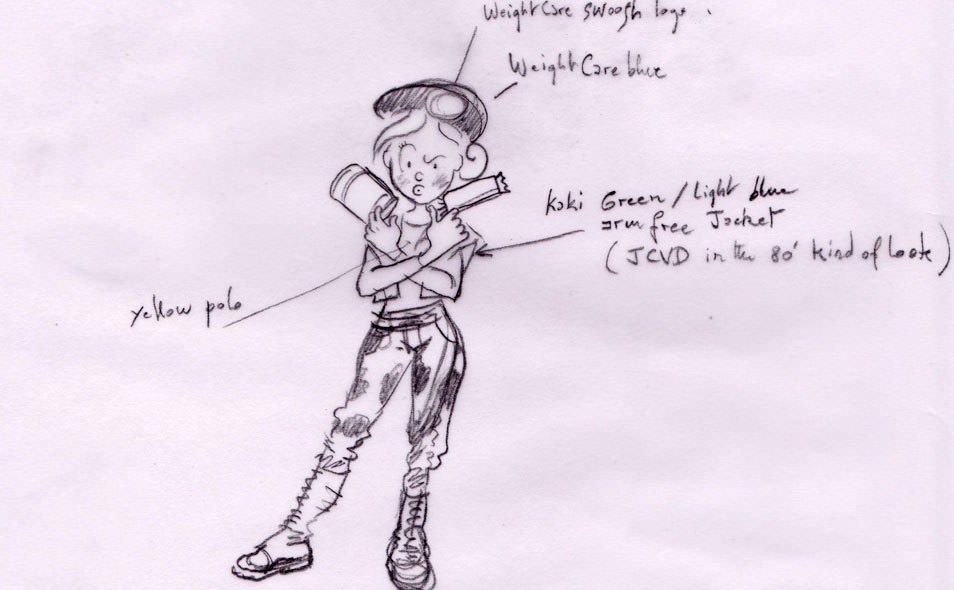 WeightCare swoosh logo.
WeightCare blue
Kaki Green / Light blue
arm free Jacket
(JCVD in the 80' kind of look)
yellow polo